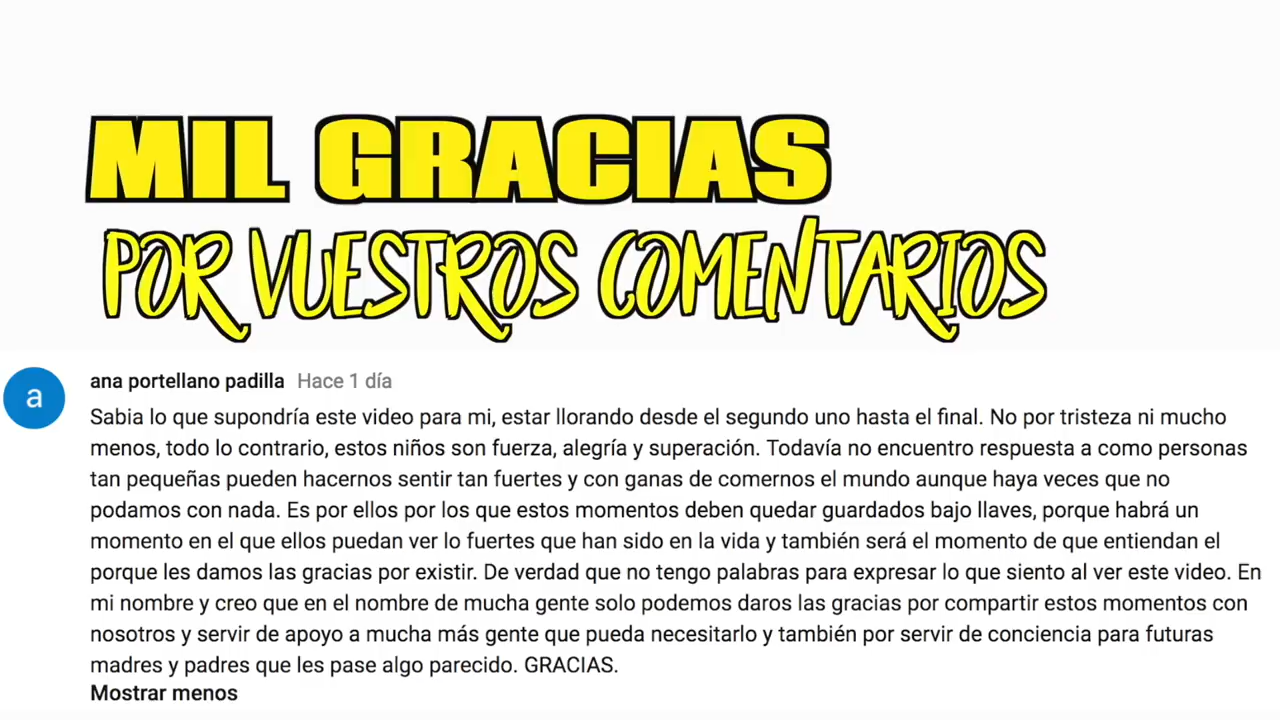 MIL GRACIAS
POR VUESTROS COMENTARIOS
ana portellano padilla Hace 1 día
a
Sabia lo que supondría este video para mi, estar llorando desde el segundo uno hasta el final. No por tristeza ni mucho
menos, todo lo contrario, estos niños son fuerza, alegría y superación. Todavía no encuentro respuesta a como personas
tan pequeñas pueden hacernos sentir tan fuertes y con ganas de comernos el mundo aunque haya veces que no
podamos con nada. Es por ellos por los que estos momentos deben quedar guardados bajo llaves, porque habrá un
momento en el que ellos puedan ver lo fuertes que han sido en la vida y también será el momento de que entiendan el
porque les damos las gracias por existir. De verdad que no tengo palabras para expresar lo que siento al ver este video. En
mi nombre y creo que en el nombre de mucha gente solo podemos daros las gracias por compartir estos momentos con
nosotros y servir de apoyo a mucha más gente que pueda necesitarlo y también por servir de conciencia para futuras
madres y padres que les pase algo parecido. GRACIAS.
Mostrar menos